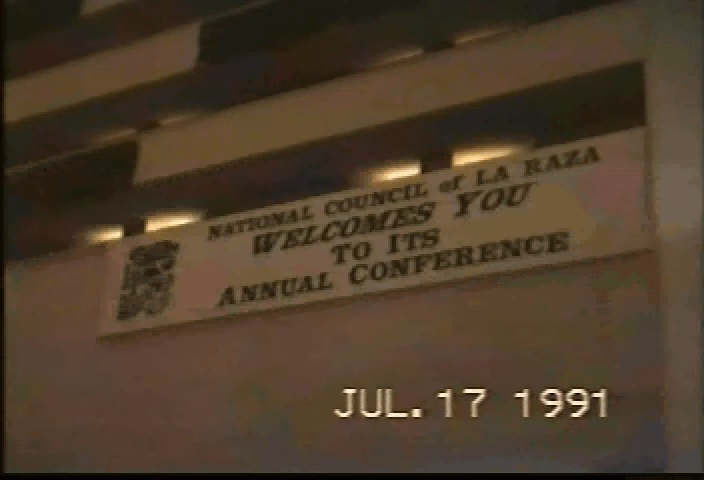 NATIONAL COUNCIL of LA RAZA
WELCOMES YOU
TO ITS
ANNUAL CONFERENCE
JUL. 17 1991